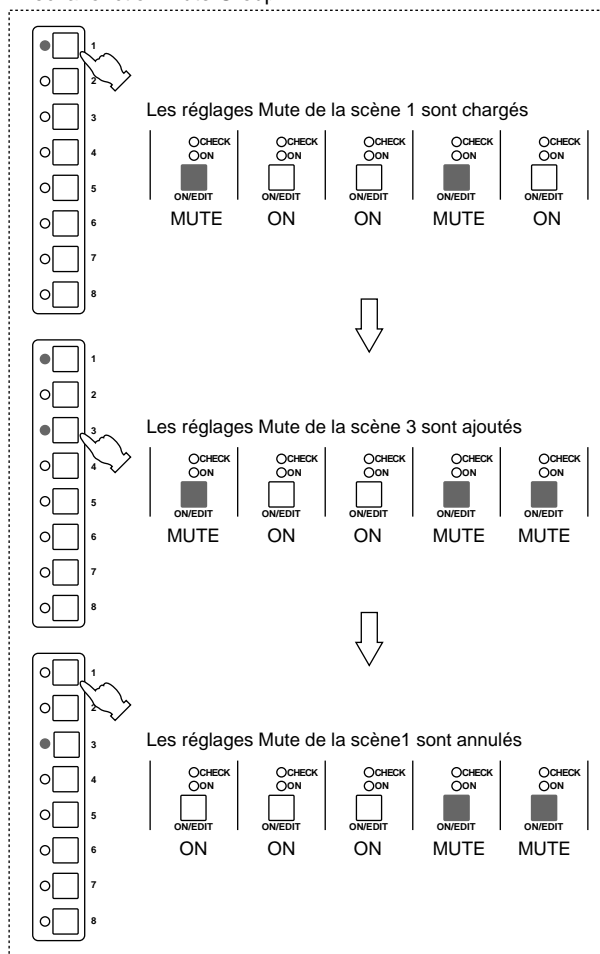 1
2
3
4
5
6
7
8
Les réglages Mute de la scène 1 sont chargés
CHECK CHECK CHECK CHECK CHECK
ON ON ON ON ON
ON/EDIT ON/EDIT ON/EDIT ON/EDIT ON/EDIT
MUTE ON ON MUTE ON
1
2
3
4
5
6
7
8
Les réglages Mute de la scène 3 sont ajoutés
CHECK CHECK CHECK CHECK CHECK
ON ON ON ON ON
ON/EDIT ON/EDIT ON/EDIT ON/EDIT ON/EDIT
MUTE ON ON MUTE MUTE
1
2
3
4
5
6
7
8
Les réglages Mute de la scène1 sont annulés
CHECK CHECK CHECK CHECK CHECK
ON ON ON ON ON
ON/EDIT ON/EDIT ON/EDIT ON/EDIT ON/EDIT
ON ON ON MUTE MUTE